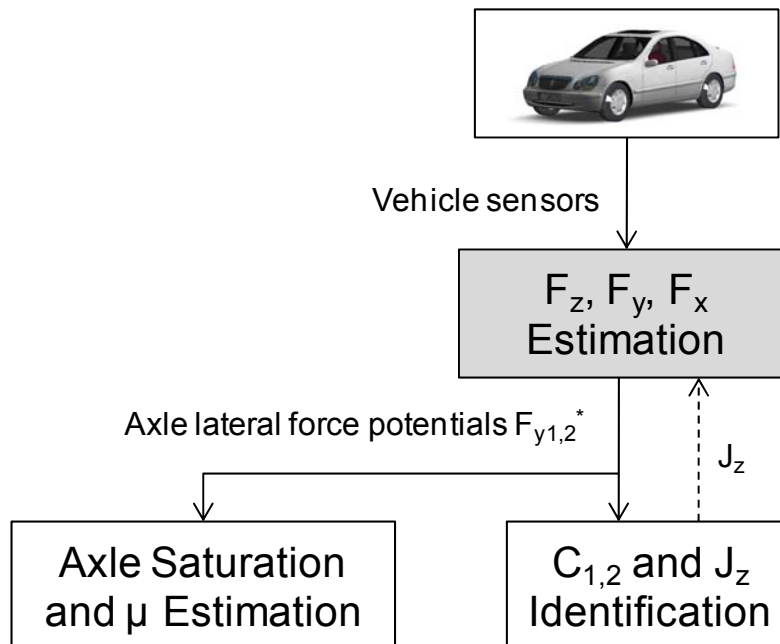 Vehicle sensors
F_z, F_y, F_x
Estimation
Axle lateral force potentials F_y1,2^*
J_z
Axle Saturation
and μ Estimation
C_1,2 and J_z
Identification